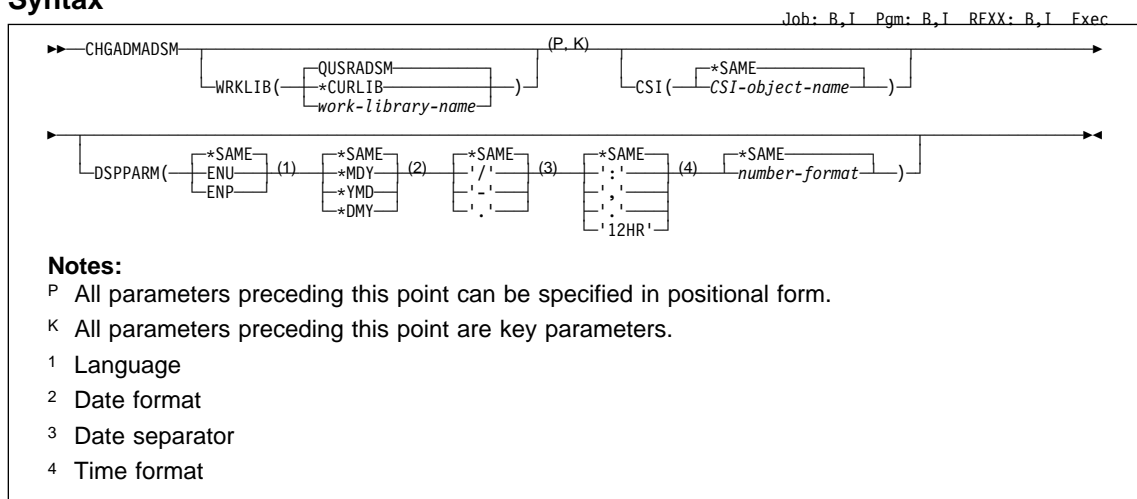 Syntax
Job: B,I Pgm: B,I REXX: B,I Exec
CHGADMADSM (P, K)
QUSRADSM *SAME
WRKLIB( *CURLIB ) CSI( CSI-object-name )
work-library-name
*SAME *SAME *SAME *SAME *SAME
DSPPARM( ENU (1) *MDY (2) '/' (3) ':' (4) number-format )
ENP *YMD '-' ','
*DMY '.' '.'
'12HR'
Notes:
P All parameters preceding this point can be specified in positional form.
K All parameters preceding this point are key parameters.
1 Language
2 Date format
3 Date separator
4 Time format